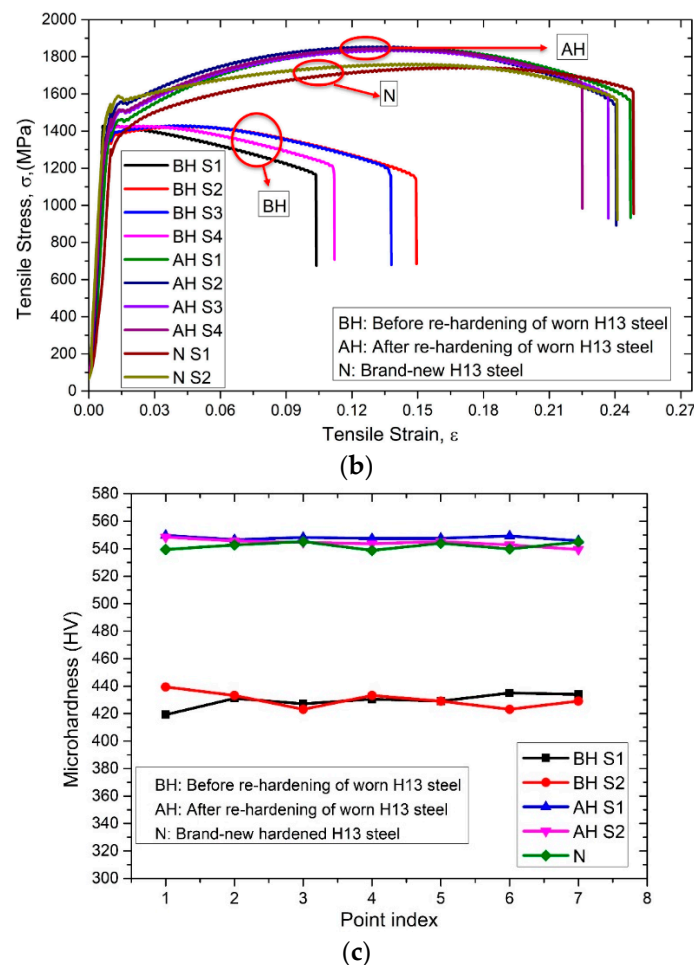 2000
1800
1600
1400
1200
1000
800
600
400
200
0
Tensile Stress, σ,(MPa)
AH
N
BH
BH S1
BH S2
BH S3
BH S4
AH S1
AH S2
AH S3
AH S4
N S1
N S2
BH: Before re-hardening of worn H13 steel
AH: After re-hardening of worn H13 steel
N: Brand-new H13 steel
0.00 0.03 0.06 0.09 0.12 0.15 0.18 0.21 0.24 0.27
Tensile Strain, ε
(b)
580
560
540
520
500
480
460
440
420
400
380
360
340
320
300
Microhardness (HV)
BH S1
BH S2
AH S1
AH S2
N
BH: Before re-hardening of worn H13 steel
AH: After re-hardening of worn H13 steel
N: Brand-new hardened H13 steel
1 2 3 4 5 6 7 8
Point index
(c)